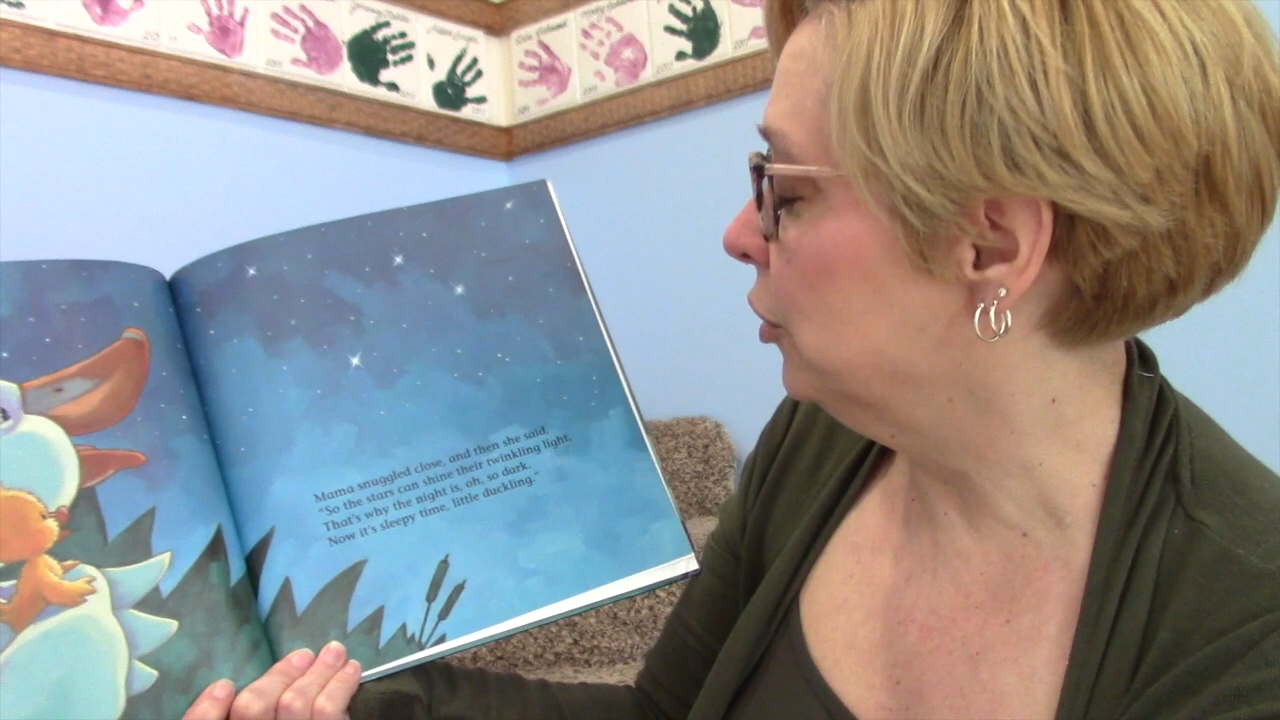 Mama snuggled close, and then she said,
"So the stars can shine their twinkling light.
That's why the night is, oh, so dark.
Now it's sleepy time, little duckling."